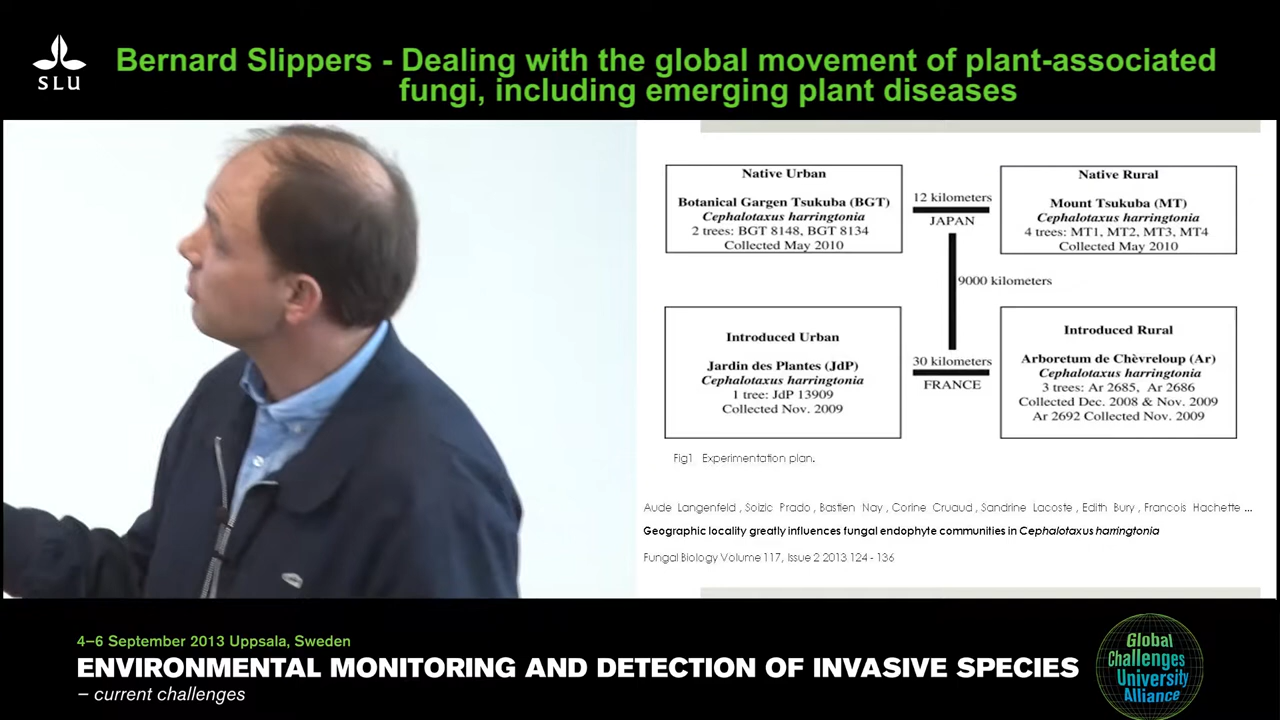 SLU
Bernard Slippers - Dealing with the global movement of plant-associated
fungi, including emerging plant diseases
Native Urban
Botanical Gargen Tsukuba (BGT)
Cephalotaxus harringtonia
2 trees: BGT 8148, BGT 8134
Collected May 2010
12 kilometers
JAPAN
Native Rural
Mount Tsukuba (MT)
Cephalotaxus harringtonia
4 trees: MT1, MT2, MT3, MT4
Collected May 2010
9000 kilometers
Introduced Urban
Jardin des Plantes (JdP)
Cephalotaxus harringtonia
1 tree: JdP 13909
Collected Nov. 2009
30 kilometers
FRANCE
Introduced Rural
Arboretum de Chèvreloup (Ar)
Cephalotaxus harringtonia
3 trees: Ar 2685, Ar 2686
Collected Dec. 2008 & Nov. 2009
Ar 2692 Collected Nov. 2009
Fig1 Experimentation plan.
Aude Langenfeld , Soizic Prado , Bastien Nay , Corine Cruaud , Sandrine Lacoste , Edith Bury , Francois Hachette ...
Geographic locality greatly influences fungal endophyte communities in Cephalotaxus harringtonia
Fungal Biology Volume 117, Issue 2 2013 124 - 136
4–6 September 2013 Uppsala, Sweden
ENVIRONMENTAL MONITORING AND DETECTION OF INVASIVE SPECIES
– current challenges
Global
Challenges
University
Alliance